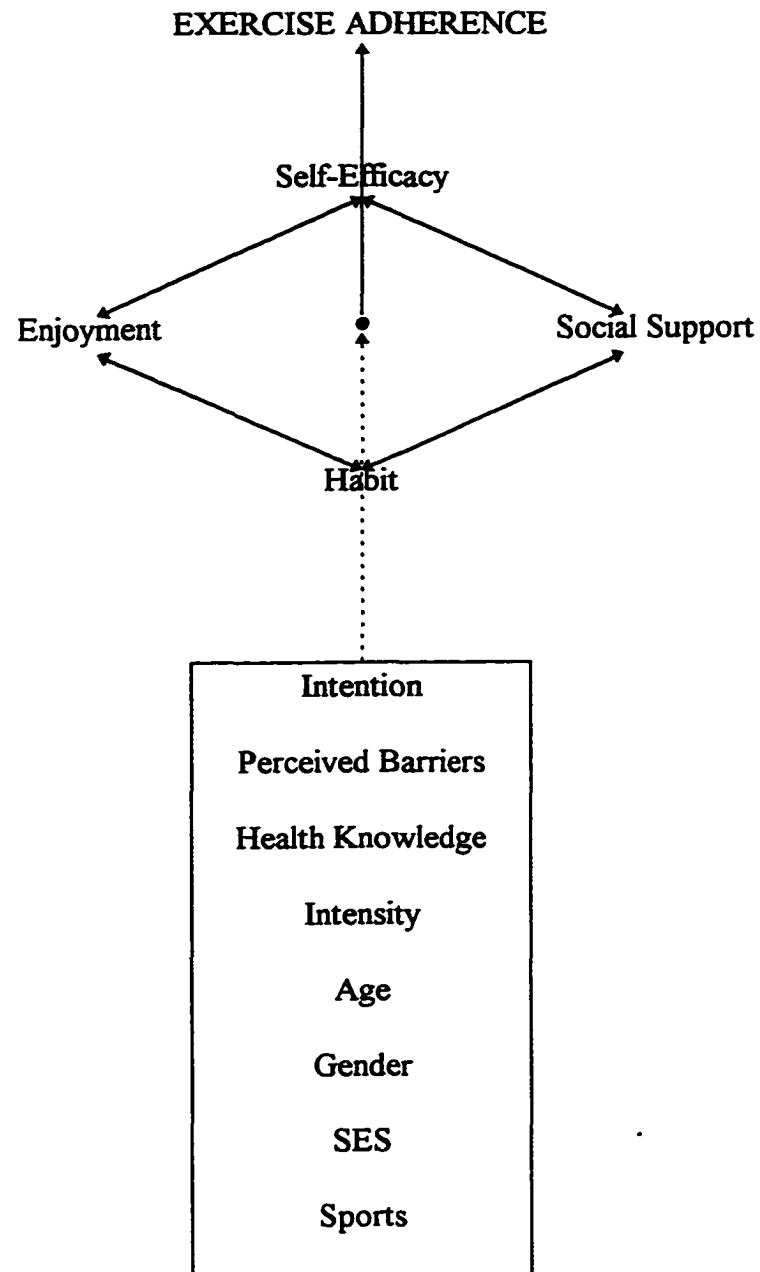 EXERCISE ADHERENCE
Self-Efficacy
Enjoyment
Social Support
Habit
Intention
Perceived Barriers
Health Knowledge
Intensity
Age
Gender
SES
Sports